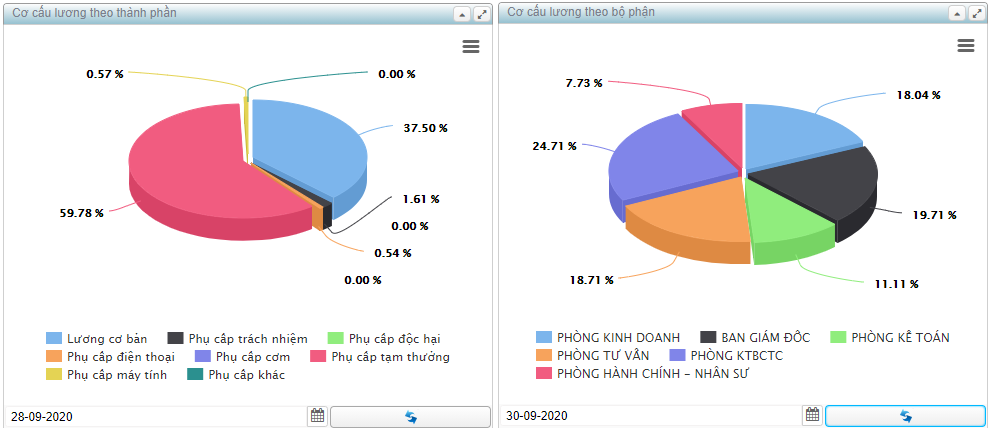 Cơ cấu lương theo thành phần
0.57 %
0.00 %
37.50 %
1.61 %
0.00 %
59.78 %
0.54 %
0.00 %
Lương cơ bản
Phụ cấp trách nhiệm
Phụ cấp độc hại
Phụ cấp điện thoại
Phụ cấp cơm
Phụ cấp tạm thưởng
Phụ cấp máy tính
Phụ cấp khác
28-09-2020
Cơ cấu lương theo bộ phận
7.73 %
18.04 %
24.71 %
19.71 %
18.71 %
11.11 %
PHÒNG KINH DOANH
BAN GIÁM ĐỐC
PHÒNG KẾ TOÁN
PHÒNG TƯ VẤN
PHÒNG KTBCTC
PHÒNG HÀNH CHÍNH - NHÂN SỰ
30-09-2020